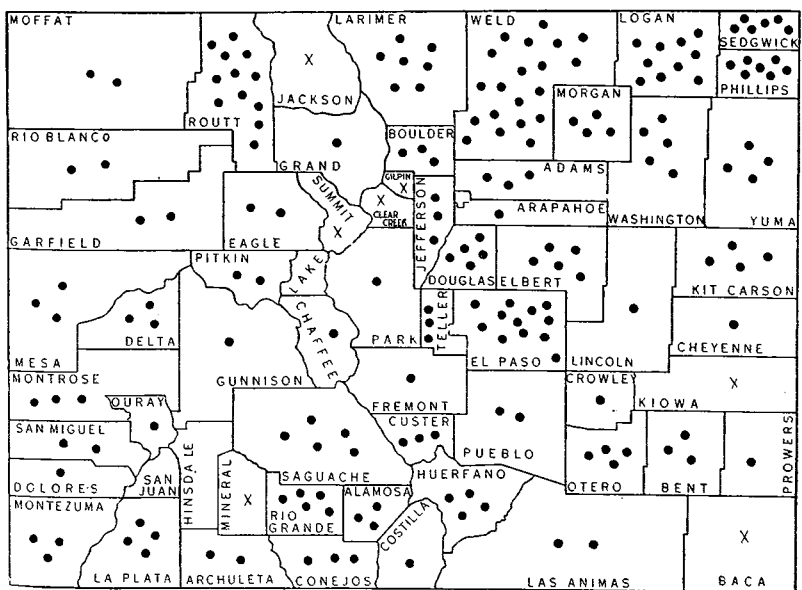 MOFFAT
LARIMER
WELD
LOGAN
SEDGWICK
X
JACKSON
MORGAN
PHILLIPS
ROUTT
RIO BLANCO
BOULDER
GRAND
ADAMS
GILPIN
X
SUMMIT
X
CLEAR
CREEK
JEFFERSON
ARAPAHOE
WASHINGTON
YUMA
GARFIELD
EAGLE
X
PITKIN
LAKE
DOUGLAS
ELBERT
KIT CARSON
CHAFFEE
PARK
TELLER
DELTA
MESA
EL PASO
LINCOLN
CHEYENNE
MONTROSE
GUNNISON
CROWLEY
X
KIOWA
OURAY
FREMONT
CUSTER
SAN MIGUEL
PUEBLO
PROWERS
HINSDALE
SAGUACHE
HUERFANO
DOLORES
SAN
JUAN
MINERAL
X
OTERO
BENT
ALAMOSA
MONTEZUMA
RIO
GRANDE
COSTILLA
X
LA PLATA
ARCHULETA
CONEJOS
LAS ANIMAS
BACA